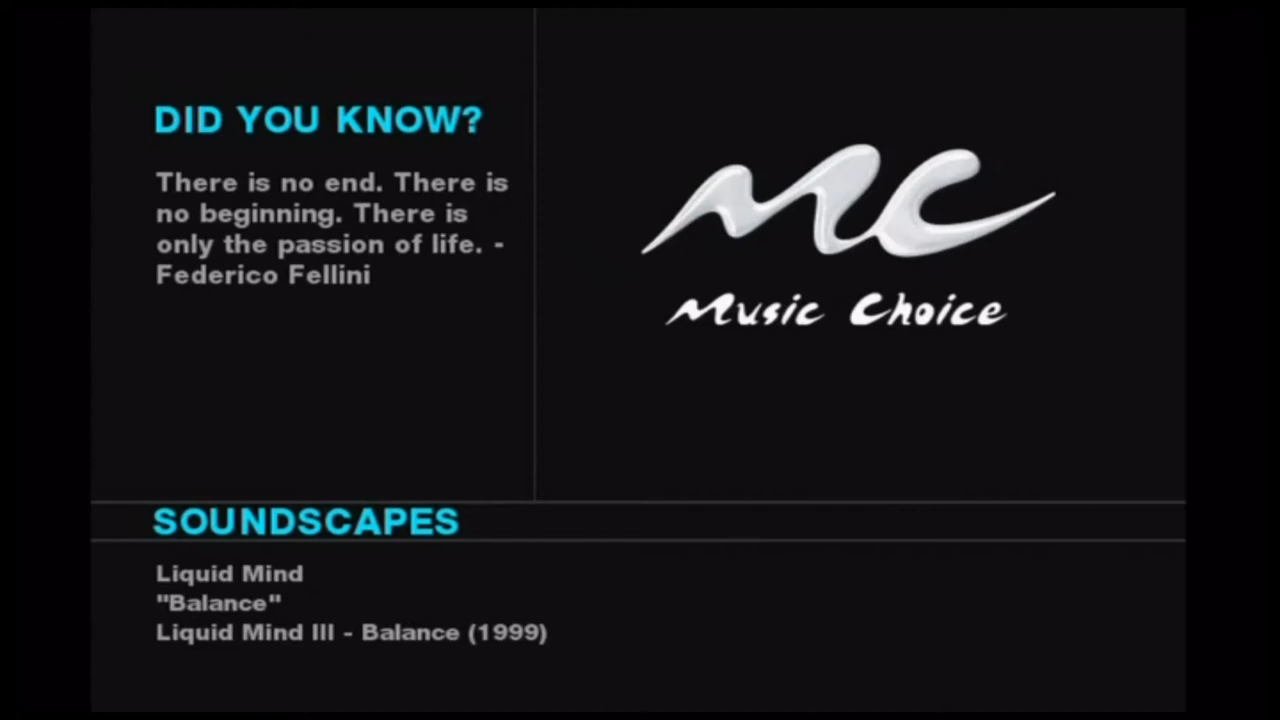 DID YOU KNOW?
There is no end. There is
no beginning. There is
only the passion of life. -
Federico Fellini
MC
Music Choice
SOUNDSCAPES
Liquid Mind
"Balance"
Liquid Mind III - Balance (1999)